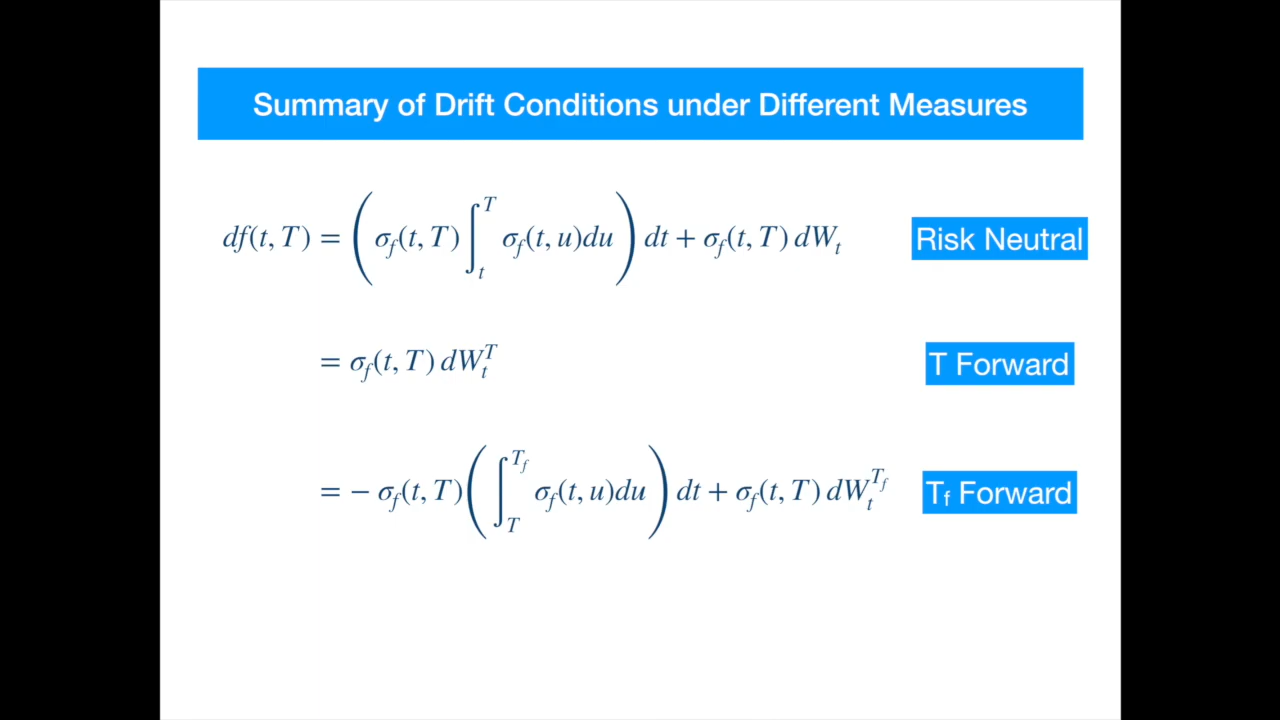 Summary of Drift Conditions under Different Measures
df(t, T) = ( σ_f(t, T) ∫_t^T σ_f(t, u)du ) dt + σ_f(t, T) dW_t Risk Neutral
= σ_f(t, T) dW_t^T T Forward
= − σ_f(t, T) ( ∫_T^{T_f} σ_f(t, u)du ) dt + σ_f(t, T) dW_t^{T_f} T_f Forward